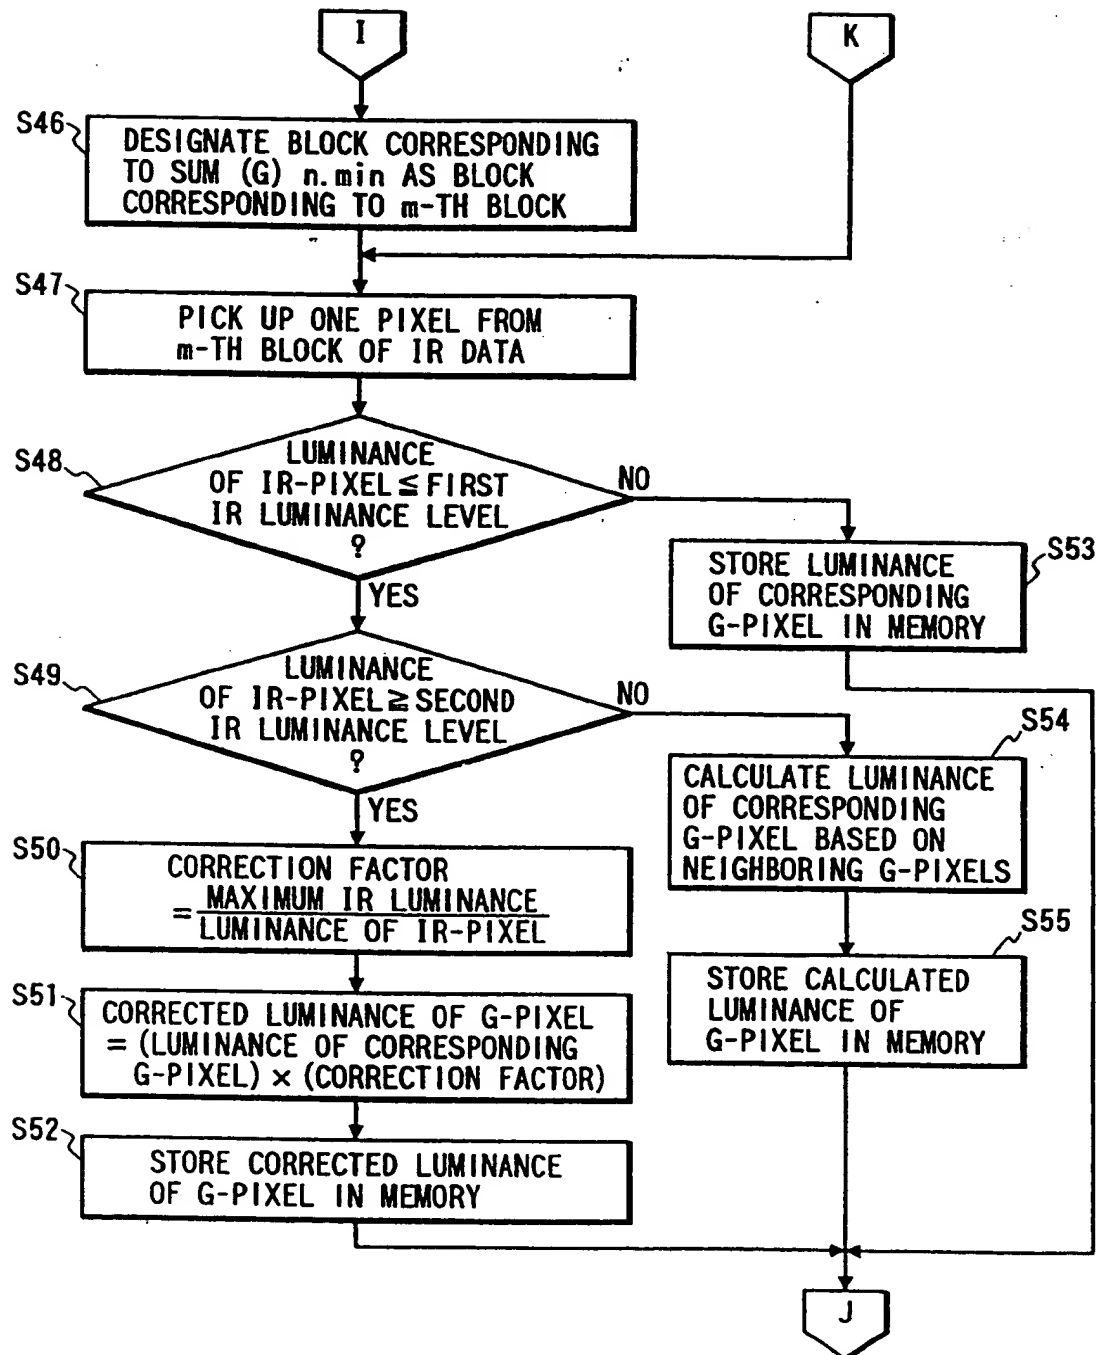 I
K
S46
DESIGNATE BLOCK CORRESPONDING
TO SUM (G) n.min AS BLOCK
CORRESPONDING TO m-TH BLOCK
S47
PICK UP ONE PIXEL FROM
m-TH BLOCK OF IR DATA
S48
LUMINANCE
OF IR-PIXEL ≦ FIRST
IR LUMINANCE LEVEL
?
NO
YES
S53
STORE LUMINANCE
OF CORRESPONDING
G-PIXEL IN MEMORY
S49
LUMINANCE
OF IR-PIXEL ≧ SECOND
IR LUMINANCE LEVEL
?
NO
YES
S54
CALCULATE LUMINANCE
OF CORRESPONDING
G-PIXEL BASED ON
NEIGHBORING G-PIXELS
S50
CORRECTION FACTOR
= MAXIMUM IR LUMINANCE
LUMINANCE OF IR-PIXEL
S55
STORE CALCULATED
LUMINANCE OF
G-PIXEL IN MEMORY
S51
CORRECTED LUMINANCE OF G-PIXEL
= (LUMINANCE OF CORRESPONDING
G-PIXEL) × (CORRECTION FACTOR)
S52
STORE CORRECTED LUMINANCE
OF G-PIXEL IN MEMORY
J